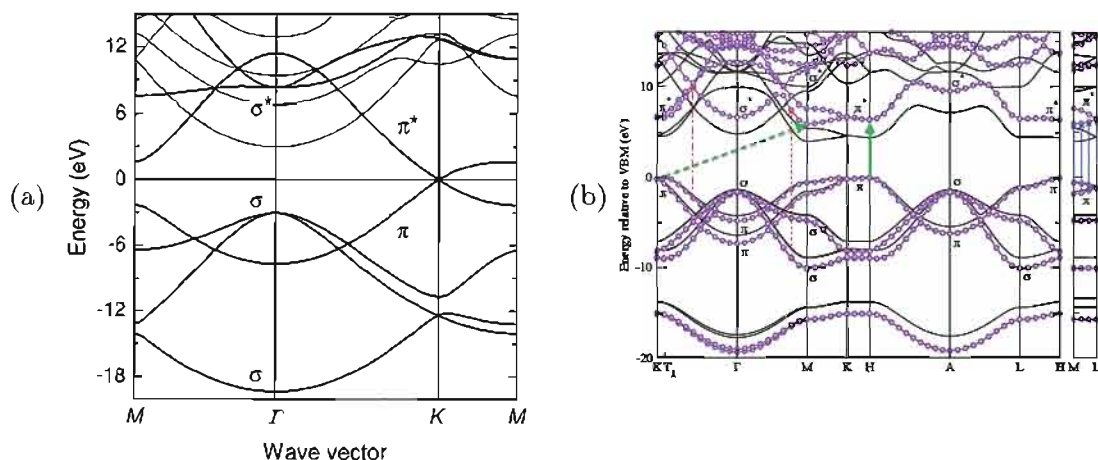 (a)
Energy (eV)
12
6
0
-6
-12
-18
σ*
π*
σ
π
σ
M Γ K M
Wave vector
(b)
Energy relative to VBM (eV)
10
0
-10
-20
π* σ* σ* π* σ* π* π*
π σ π σ π
π σ π
π π
σ σ
K T₁ Γ M K H A L H M L